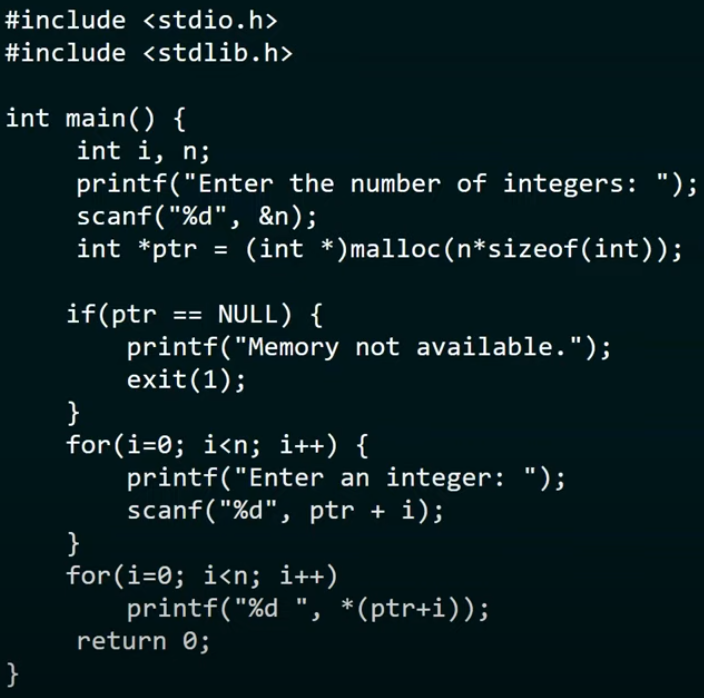 #include <stdio.h>
#include <stdlib.h>

int main() {
     int i, n;
     printf("Enter the number of integers: ");
     scanf("%d", &n);
     int *ptr = (int *)malloc(n*sizeof(int));

    if(ptr == NULL) {
        printf("Memory not available.");
        exit(1);
    }
    for(i=0; i<n; i++) {
        printf("Enter an integer: ");
        scanf("%d", ptr + i);
    }
    for(i=0; i<n; i++)
        printf("%d ", *(ptr+i));
     return 0;
}